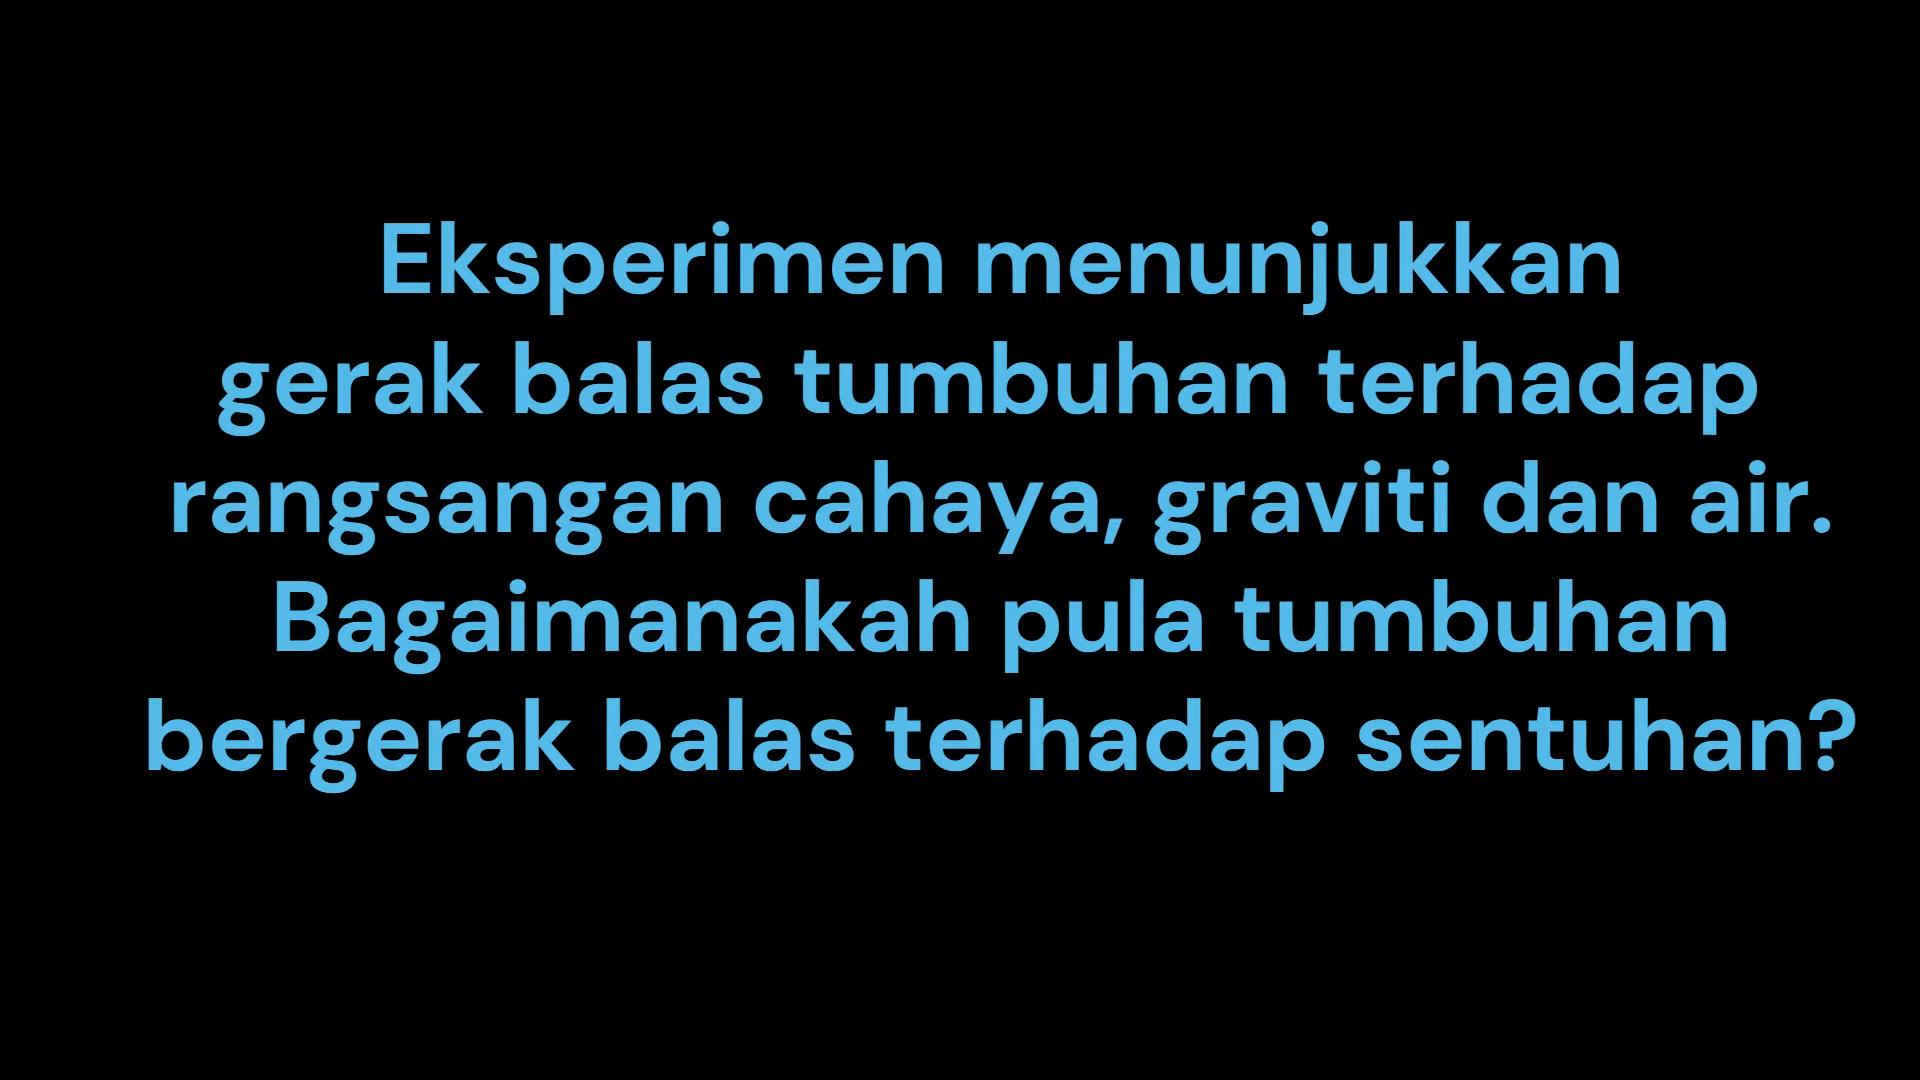 Eksperimen menunjukkan
gerak balas tumbuhan terhadap
rangsangan cahaya, graviti dan air.
Bagaimanakah pula tumbuhan
bergerak balas terhadap sentuhan?